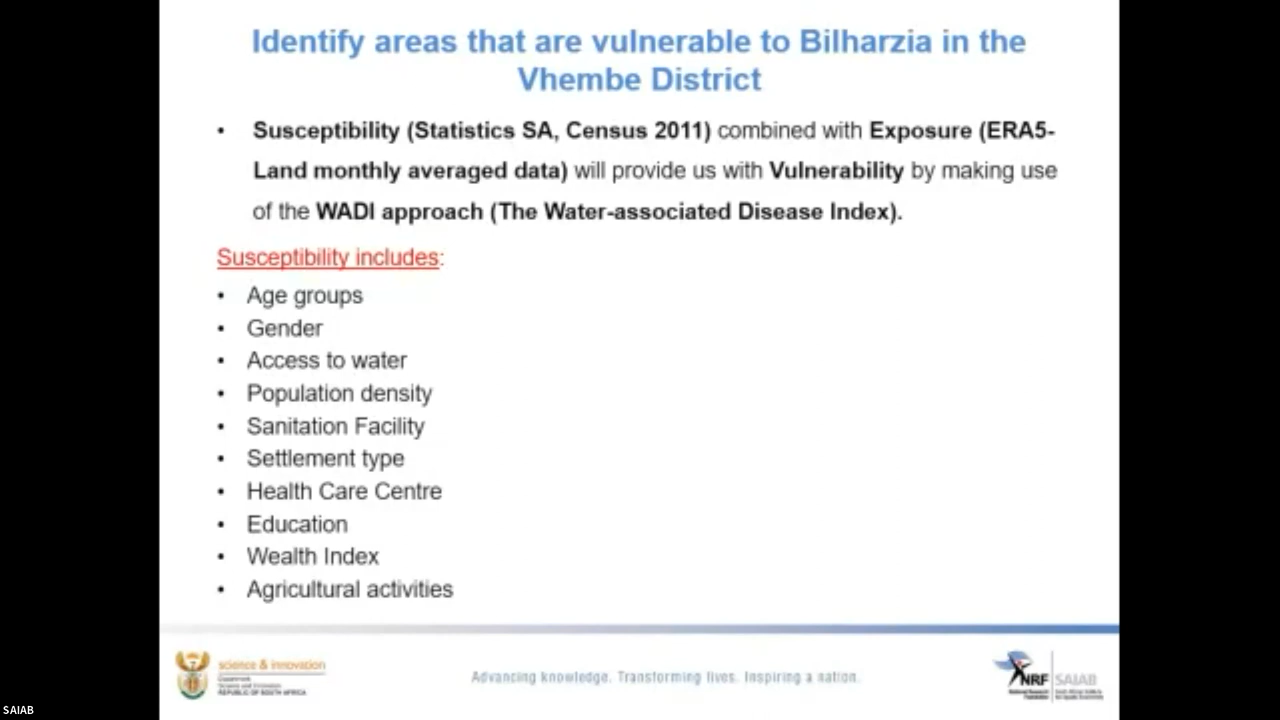 Identify areas that are vulnerable to Bilharzia in the
Vhembe District
• Susceptibility (Statistics SA, Census 2011) combined with Exposure (ERA5-
Land monthly averaged data) will provide us with Vulnerability by making use
of the WADI approach (The Water-associated Disease Index).
Susceptibility includes:
• Age groups
• Gender
• Access to water
• Population density
• Sanitation Facility
• Settlement type
• Health Care Centre
• Education
• Wealth Index
• Agricultural activities
science & innovation
Department:
Science and Innovation
REPUBLIC OF SOUTH AFRICA
Advancing knowledge. Transforming lives. Inspiring a nation.
NRF
National Research
Foundation
SAIAB
SAIAB